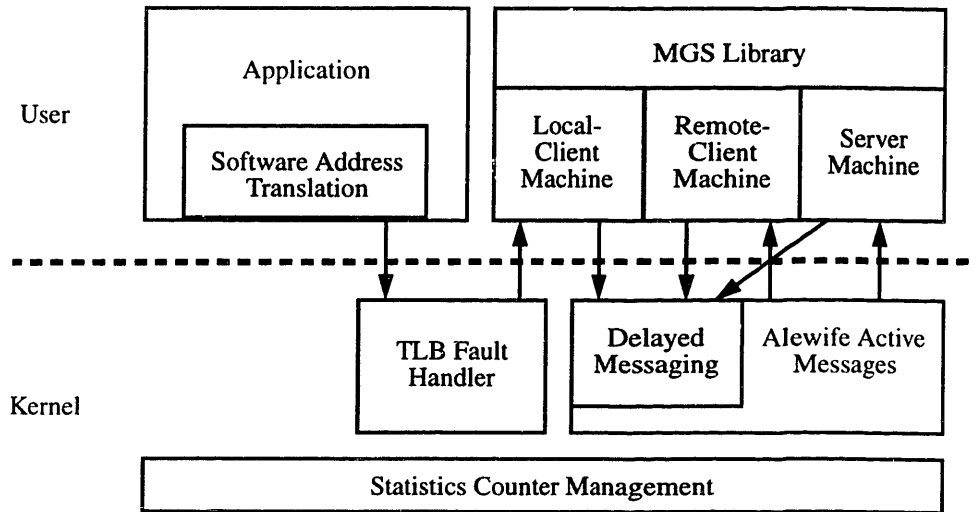 Application
MGS Library
User
Software Address
Translation
Local-
Client
Machine
Remote-
Client
Machine
Server
Machine
TLB Fault
Handler
Delayed
Messaging
Alewife Active
Messages
Kernel
Statistics Counter Management